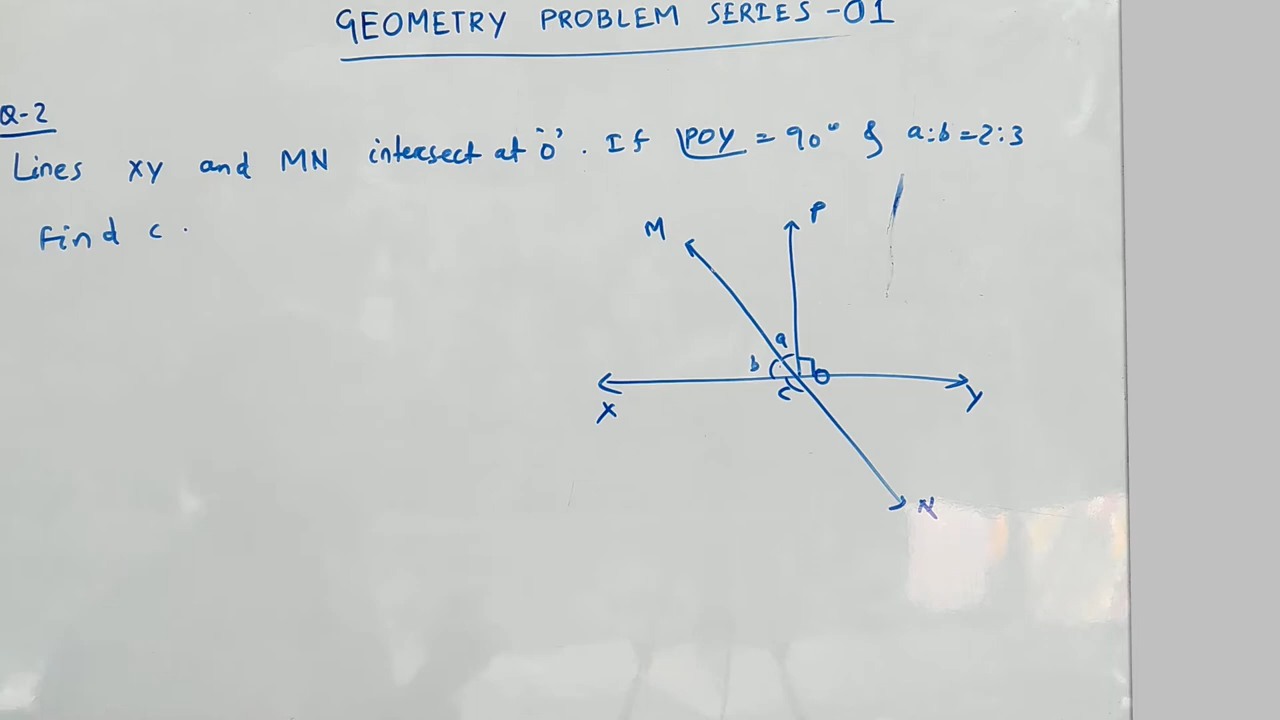 GEOMETRY PROBLEM SERIES -01
Q-2
Lines XY and MN intersect at "O". If ∠POY = 90° & a:b=2:3
Find c.
M
P
a
b
O
c
X
Y
N